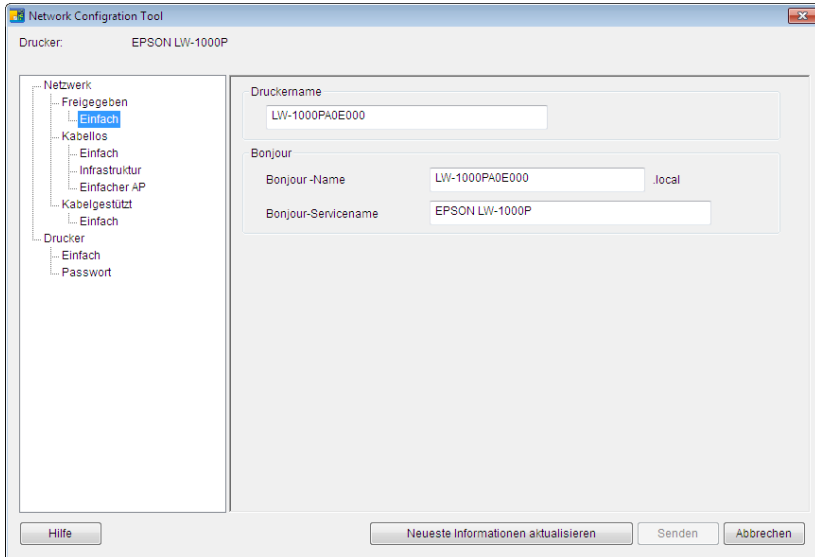 Network Configration Tool
Drucker: EPSON LW-1000P
Netzwerk
Freigegeben
Einfach
Kabellos
Einfach
Infrastruktur
Einfacher AP
Kabelgestützt
Einfach
Drucker
Einfach
Passwort
Druckername
LW-1000PA0E000
Bonjour
Bonjour -Name LW-1000PA0E000 .local
Bonjour-Servicename EPSON LW-1000P
Hilfe Neueste Informationen aktualisieren Senden Abbrechen